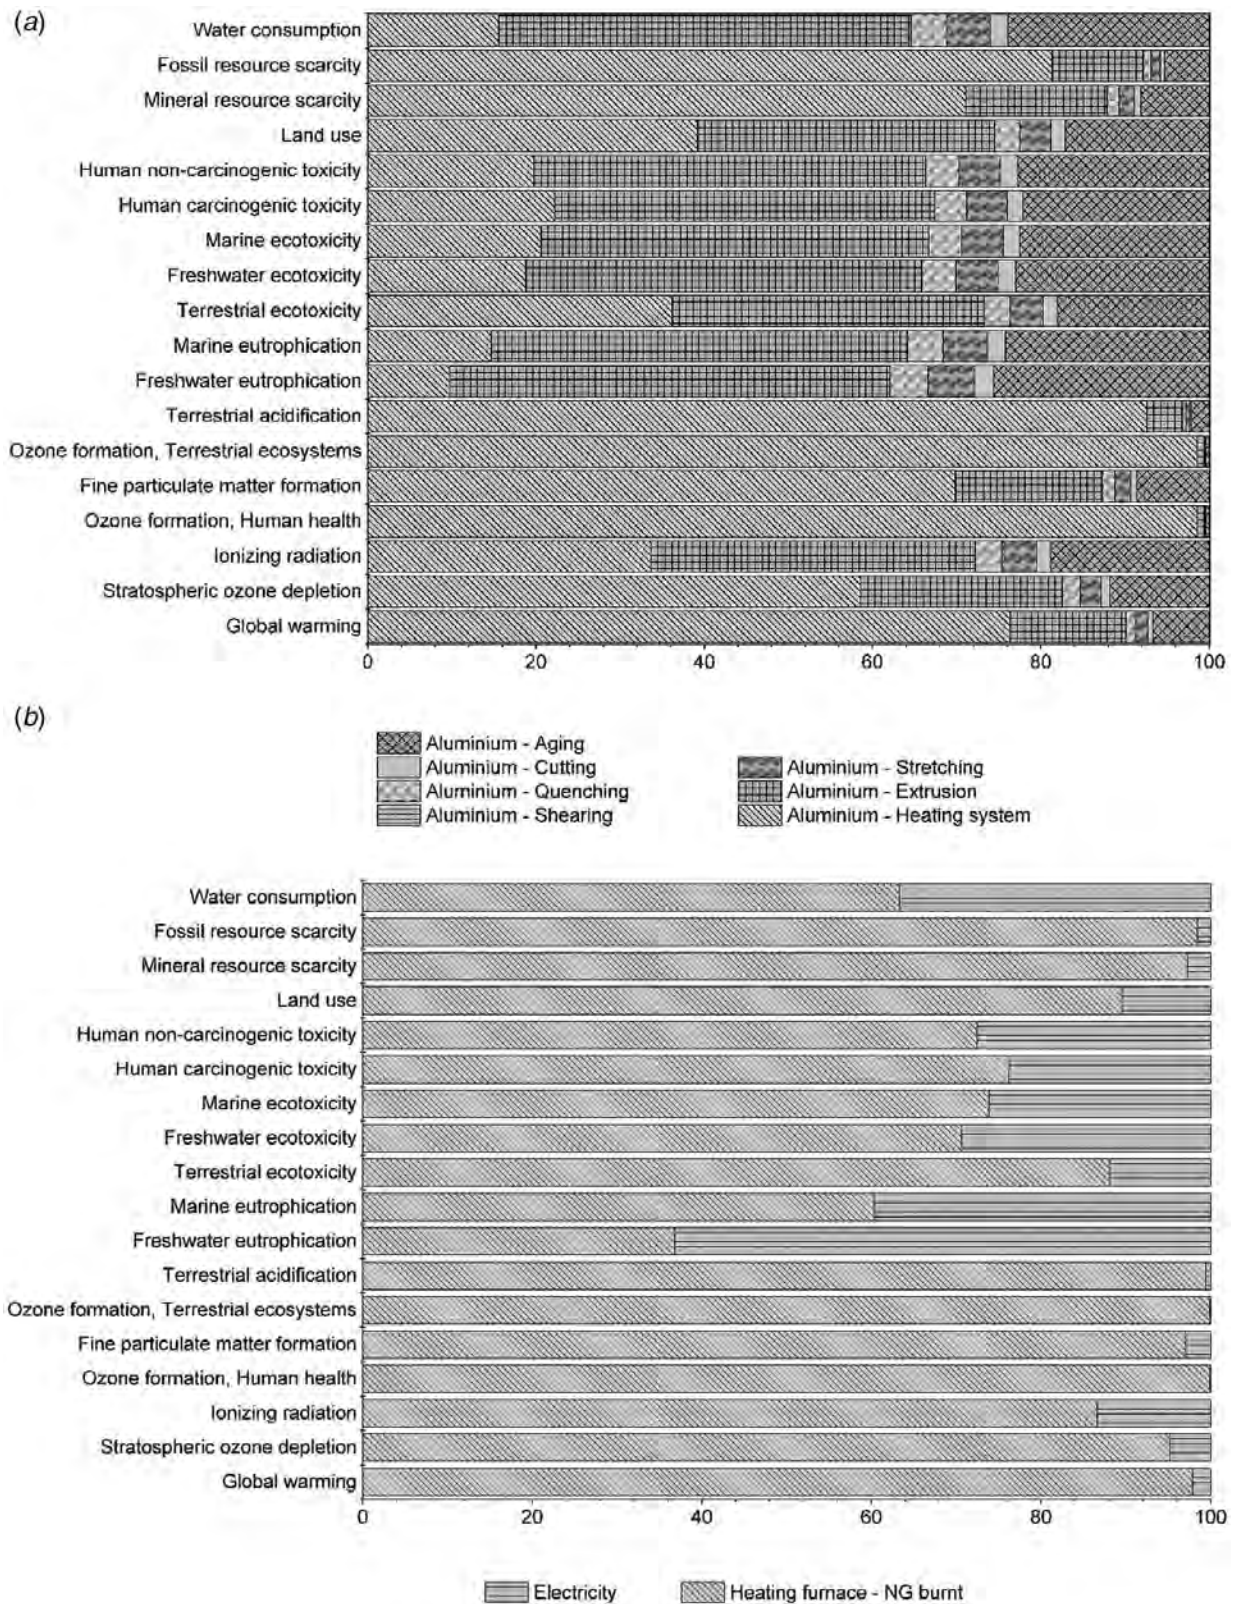 (a)
Water consumption
Fossil resource scarcity
Mineral resource scarcity
Land use
Human non-carcinogenic toxicity
Human carcinogenic toxicity
Marine ecotoxicity
Freshwater ecotoxicity
Terrestrial ecotoxicity
Marine eutrophication
Freshwater eutrophication
Terrestrial acidification
Ozone formation, Terrestrial ecosystems
Fine particulate matter formation
Ozone formation, Human health
Ionizing radiation
Stratospheric ozone depletion
Global warming
0 20 40 60 80 100
(b)
Aluminium - Aging
Aluminium - Cutting Aluminium - Stretching
Aluminium - Quenching Aluminium - Extrusion
Aluminium - Shearing Aluminium - Heating system
Water consumption
Fossil resource scarcity
Mineral resource scarcity
Land use
Human non-carcinogenic toxicity
Human carcinogenic toxicity
Marine ecotoxicity
Freshwater ecotoxicity
Terrestrial ecotoxicity
Marine eutrophication
Freshwater eutrophication
Terrestrial acidification
Ozone formation, Terrestrial ecosystems
Fine particulate matter formation
Ozone formation, Human health
Ionizing radiation
Stratospheric ozone depletion
Global warming
0 20 40 60 80 100
Electricity Heating furnace - NG burnt